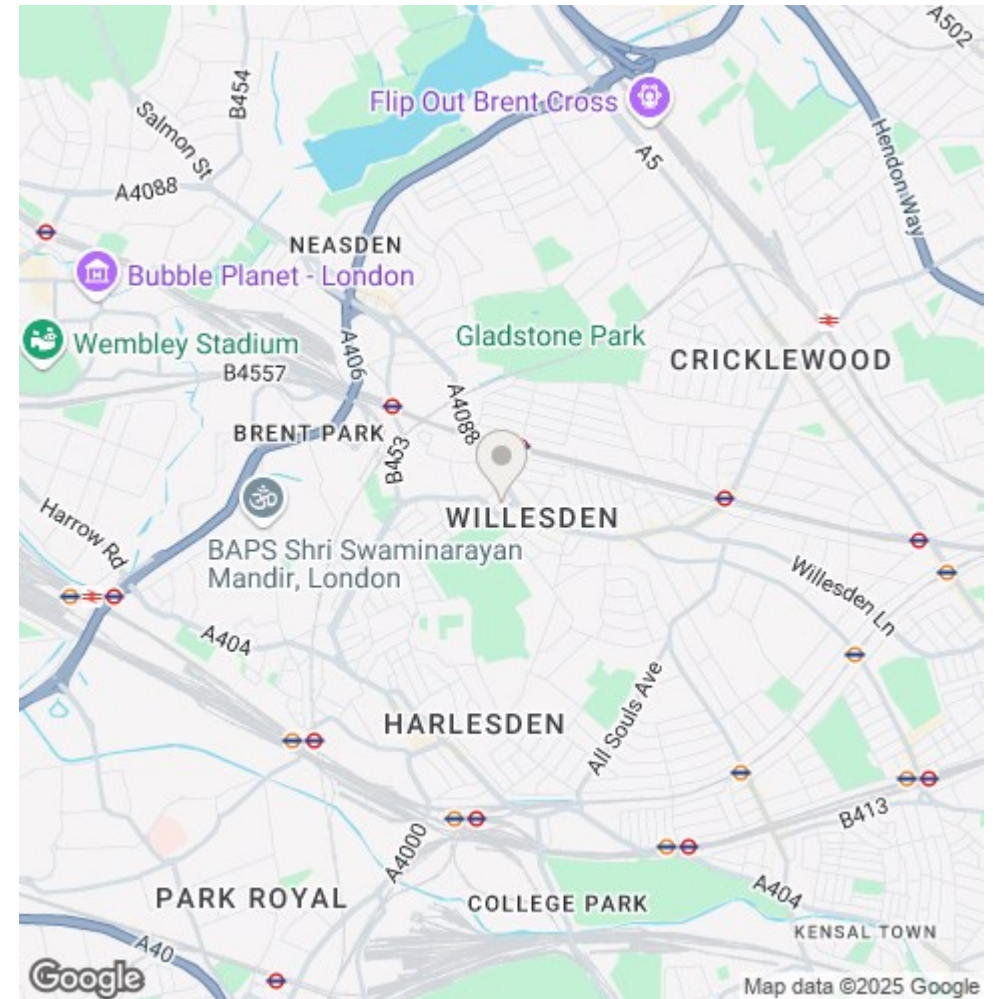 A502
B454
Flip Out Brent Cross
Salmon St
A5
Hendon Way
A4088
NEASDEN
Bubble Planet - London
Gladstone Park
Wembley Stadium
A406
CRICKLEWOOD
B4557
A4088
BRENT PARK
B453
WILLESDEN
Harrow Rd
BAPS Shri Swaminarayan
Mandir, London
Willesden Ln
A404
All Souls Ave
HARLESDEN
B413
A4000
PARK ROYAL
COLLEGE PARK
A404
KENSAL TOWN
A40
Google
Map data ©2025 Google